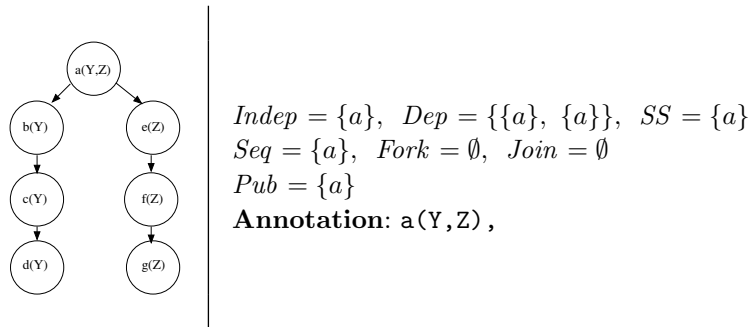 a(Y,Z)
b(Y)
e(Z)
c(Y)
f(Z)
d(Y)
g(Z)
Indep = {a}, Dep = {{a}, {a}}, SS = {a}
Seq = {a}, Fork = ∅, Join = ∅
Pub = {a}
Annotation: a(Y,Z),